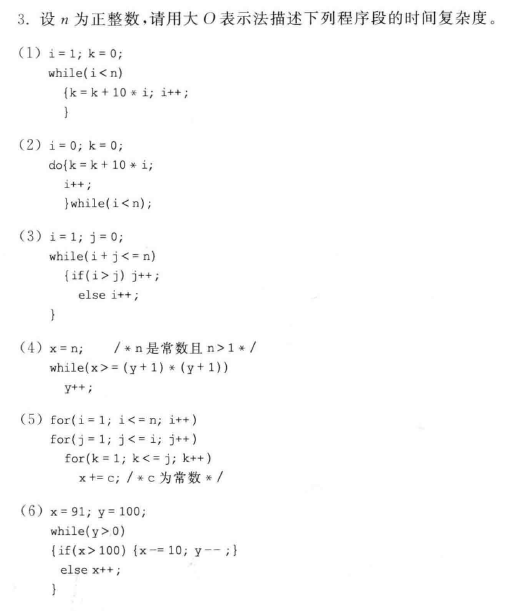 3. 设 n 为正整数,请用大 O 表示法描述下列程序段的时间复杂度。
(1) i=1; k=0;
while(i<n)
{k=k+10*i; i++;
}
(2) i=0; k=0;
do{k=k+10*i;
i++;
}while(i<n);
(3) i=1; j=0;
while(i+j<=n)
{if(i>j) j++;
else i++;
}
(4) x=n; /*n是常数且 n>1*/
while(x>=(y+1)*(y+1))
y++;
(5) for(i=1; i<=n; i++)
for(j=1; j<=i; j++)
for(k=1; k<=j; k++)
x+=c; /*c为常数*/
(6) x=91; y=100;
while(y>0)
{if(x>100) {x-=10; y--;}
else x++;
}